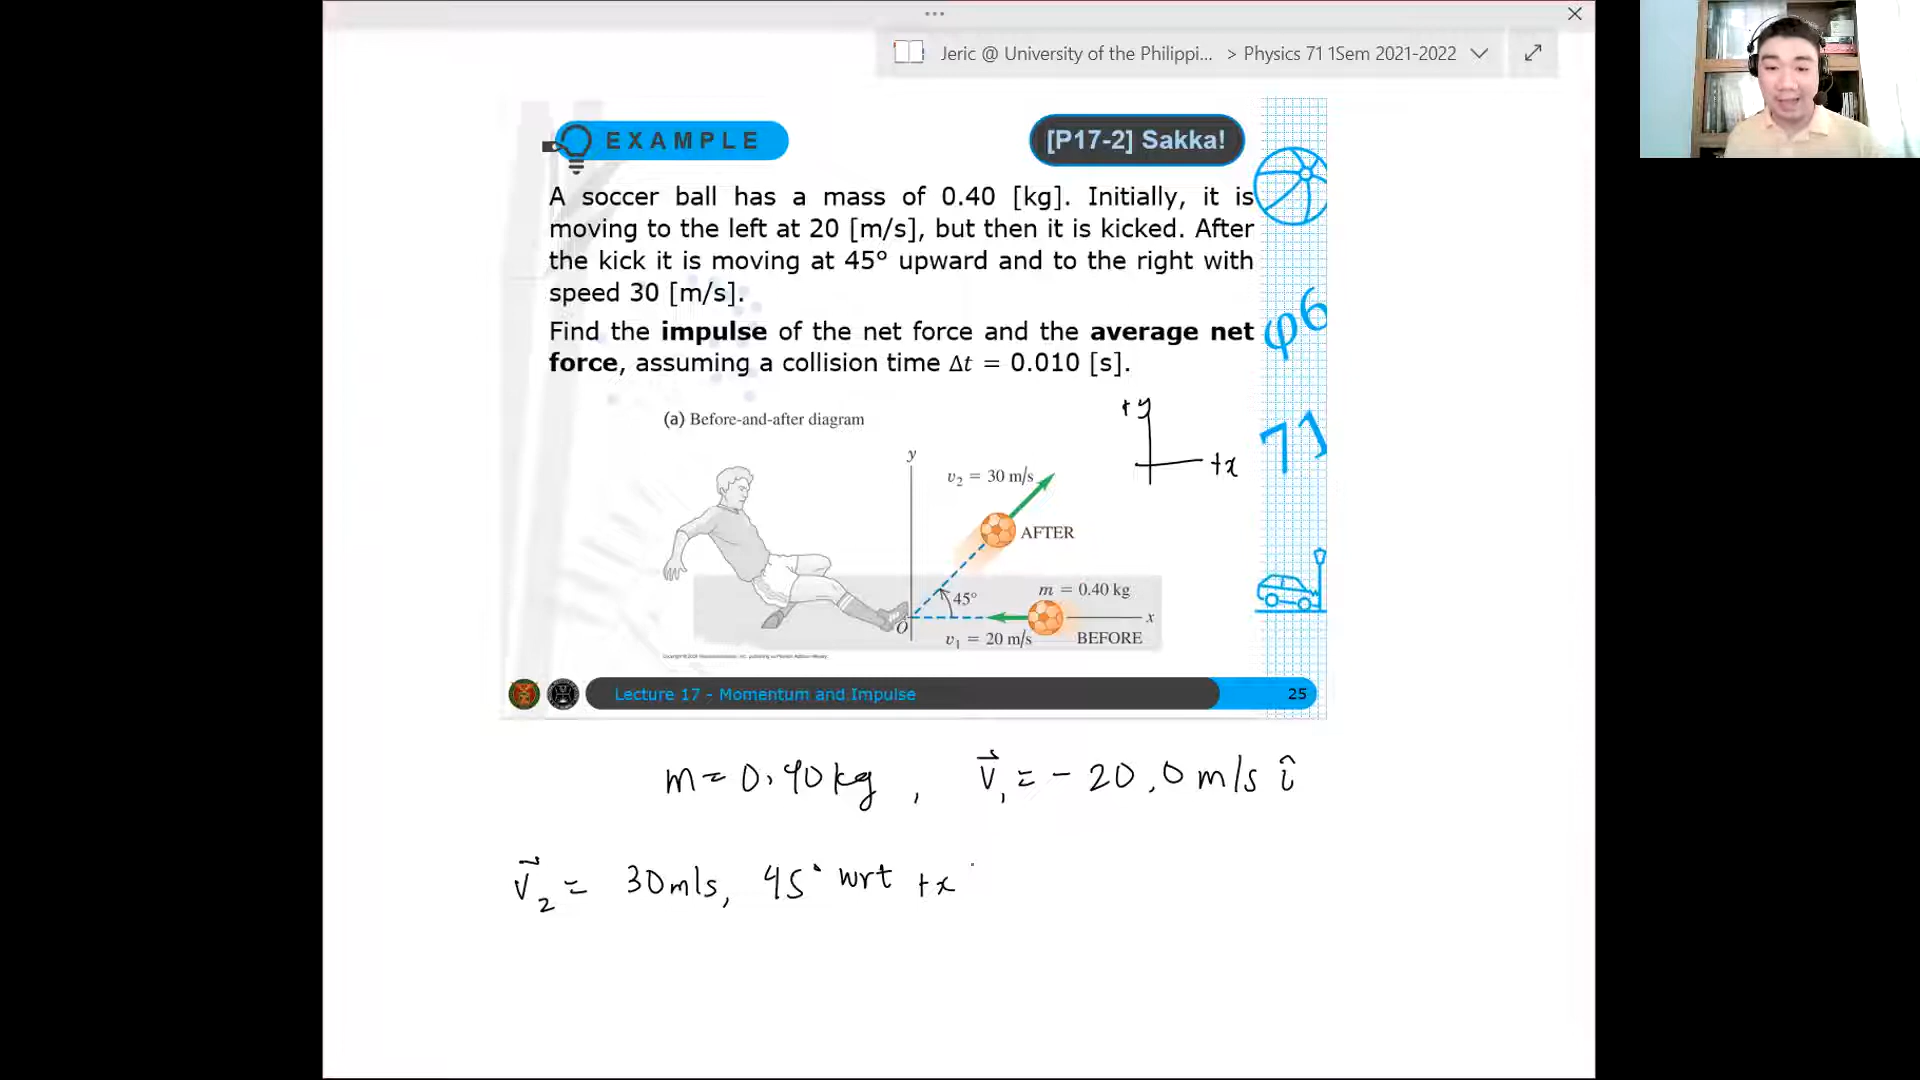 Jeric @ University of the Philippi... > Physics 71 1Sem 2021-2022
EXAMPLE
[P17-2] Sakka!
A soccer ball has a mass of 0.40 [kg]. Initially, it is
moving to the left at 20 [m/s], but then it is kicked. After
the kick it is moving at 45° upward and to the right with
speed 30 [m/s].
Find the impulse of the net force and the average net
force, assuming a collision time Δt = 0.010 [s].
φ6
71
(a) Before-and-after diagram
+y
+x
y
v₂ = 30 m/s
AFTER
m = 0.40 kg
45°
x
O
v₁ = 20 m/s
BEFORE
Lecture 17 - Momentum and Impulse
25
m = 0.40 kg , v⃗₁ = - 20.0 m/s î
v⃗₂ = 30 m/s, 45° wrt +x